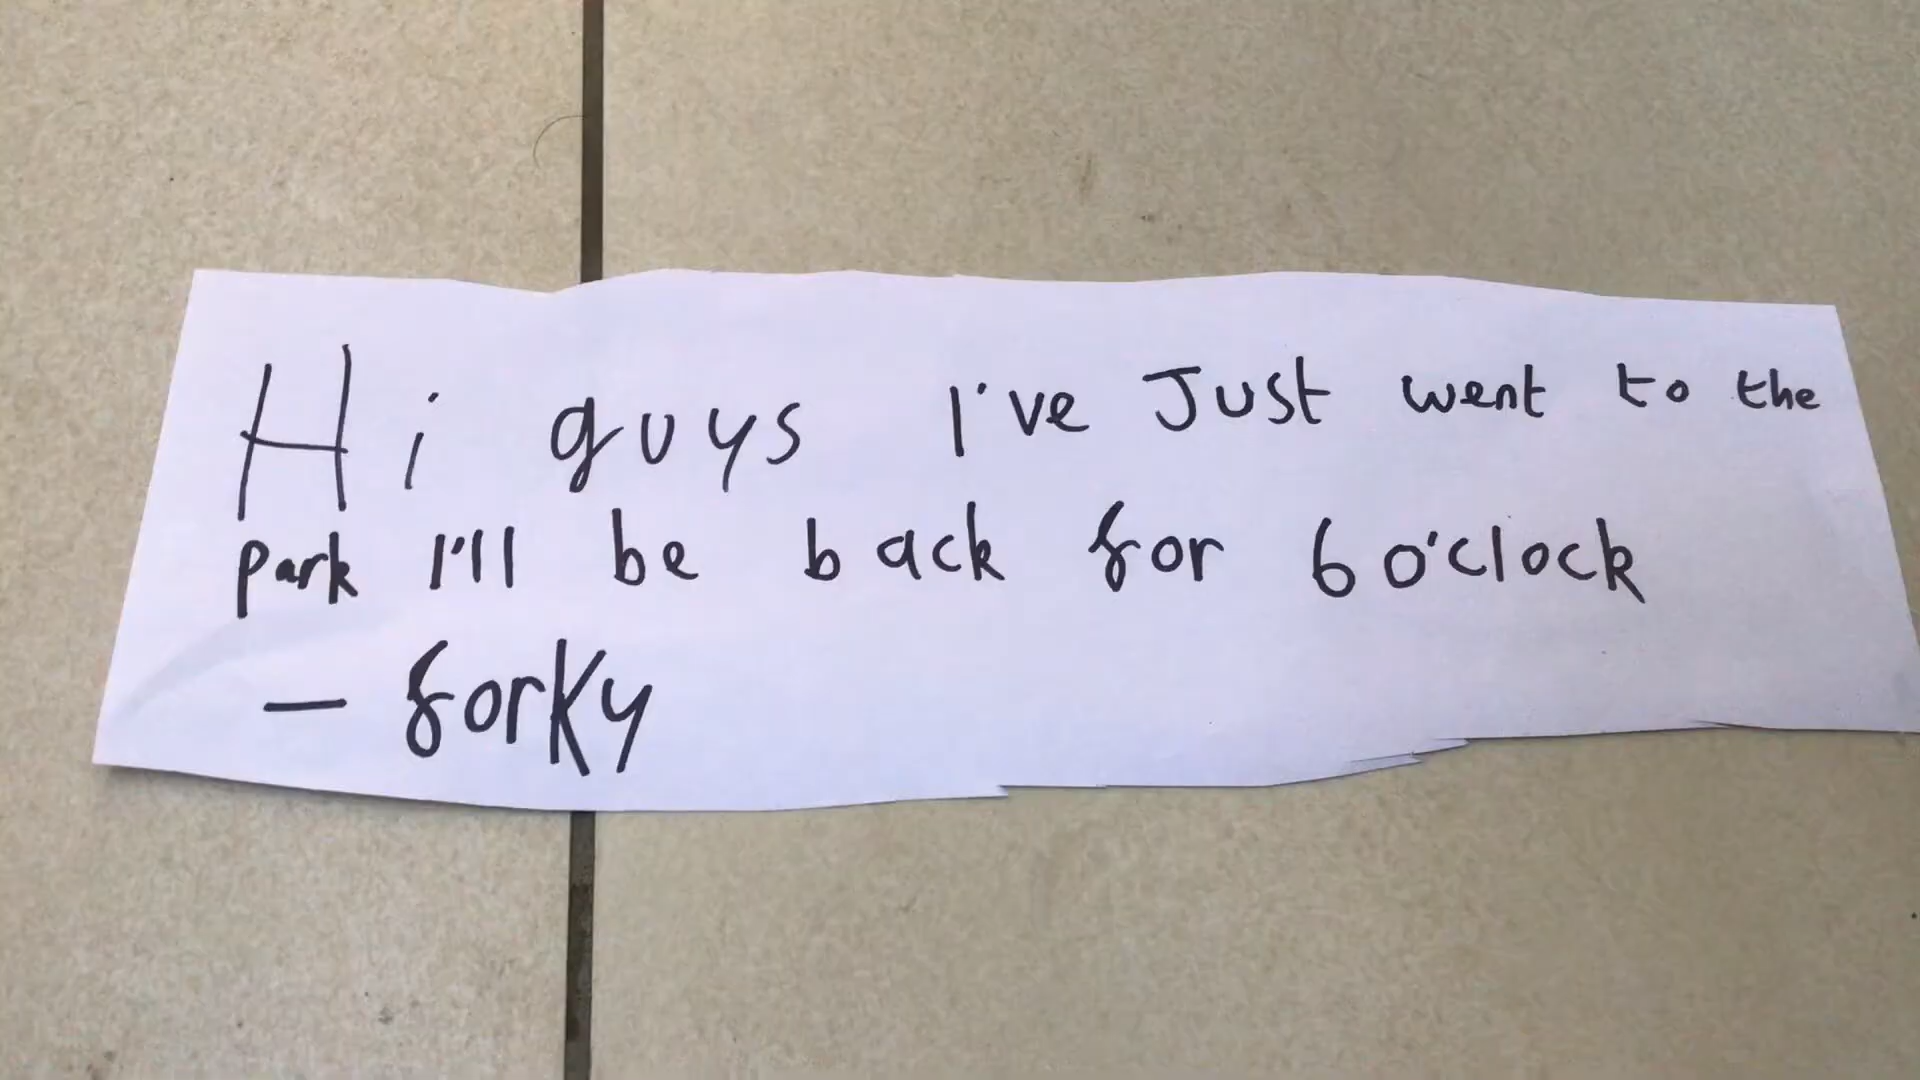 Hi guys I've Just went to the
park I'll be back for 6 o'clock
- forky